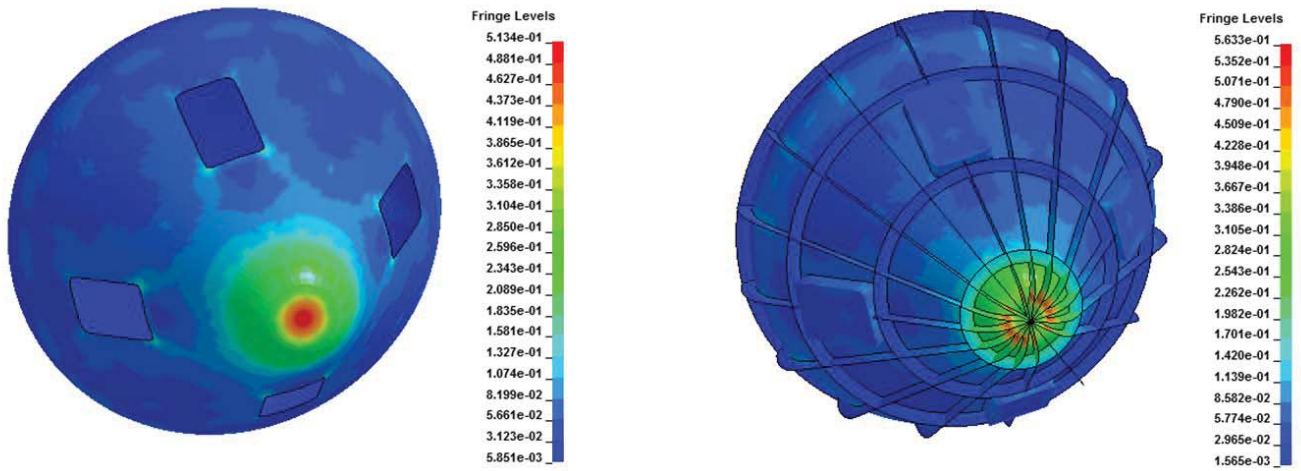 Fringe Levels
5.134e-01
4.881e-01
4.627e-01
4.373e-01
4.119e-01
3.865e-01
3.612e-01
3.358e-01
3.104e-01
2.850e-01
2.596e-01
2.343e-01
2.089e-01
1.835e-01
1.581e-01
1.327e-01
1.074e-01
8.199e-02
5.661e-02
3.123e-02
5.851e-03
Fringe Levels
5.633e-01
5.352e-01
5.071e-01
4.790e-01
4.509e-01
4.228e-01
3.948e-01
3.667e-01
3.386e-01
3.105e-01
2.824e-01
2.543e-01
2.262e-01
1.982e-01
1.701e-01
1.420e-01
1.139e-01
8.582e-02
5.774e-02
2.965e-02
1.565e-03